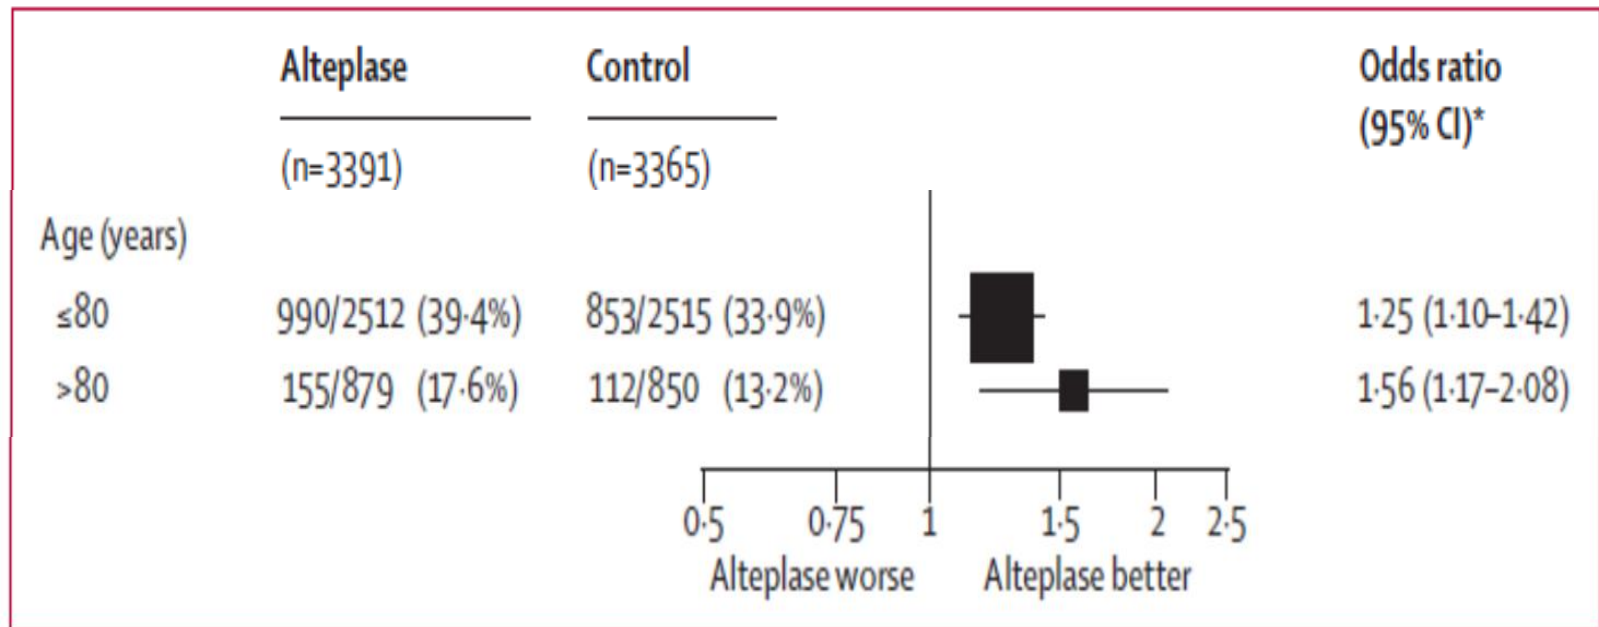 Alteplase Control Odds ratio
(95% CI)*
(n=3391) (n=3365)
Age (years)
≤80 990/2512 (39·4%) 853/2515 (33·9%) 1·25 (1·10–1·42)
>80 155/879 (17·6%) 112/850 (13·2%) 1·56 (1·17–2·08)
0·5 0·75 1 1·5 2 2·5
Alteplase worse Alteplase better